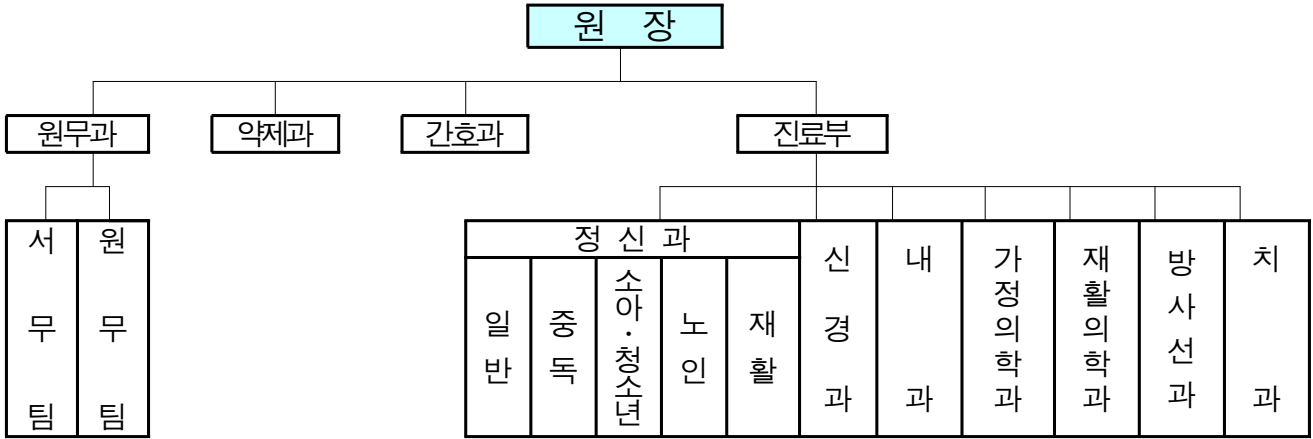 원 장
원무과
약제과
간호과
진료부
서무팀
원무팀
정 신 과
일반
중독
소아·청소년
노인
재활
신경과
내과
가정의학과
재활의학과
방사선과
치과